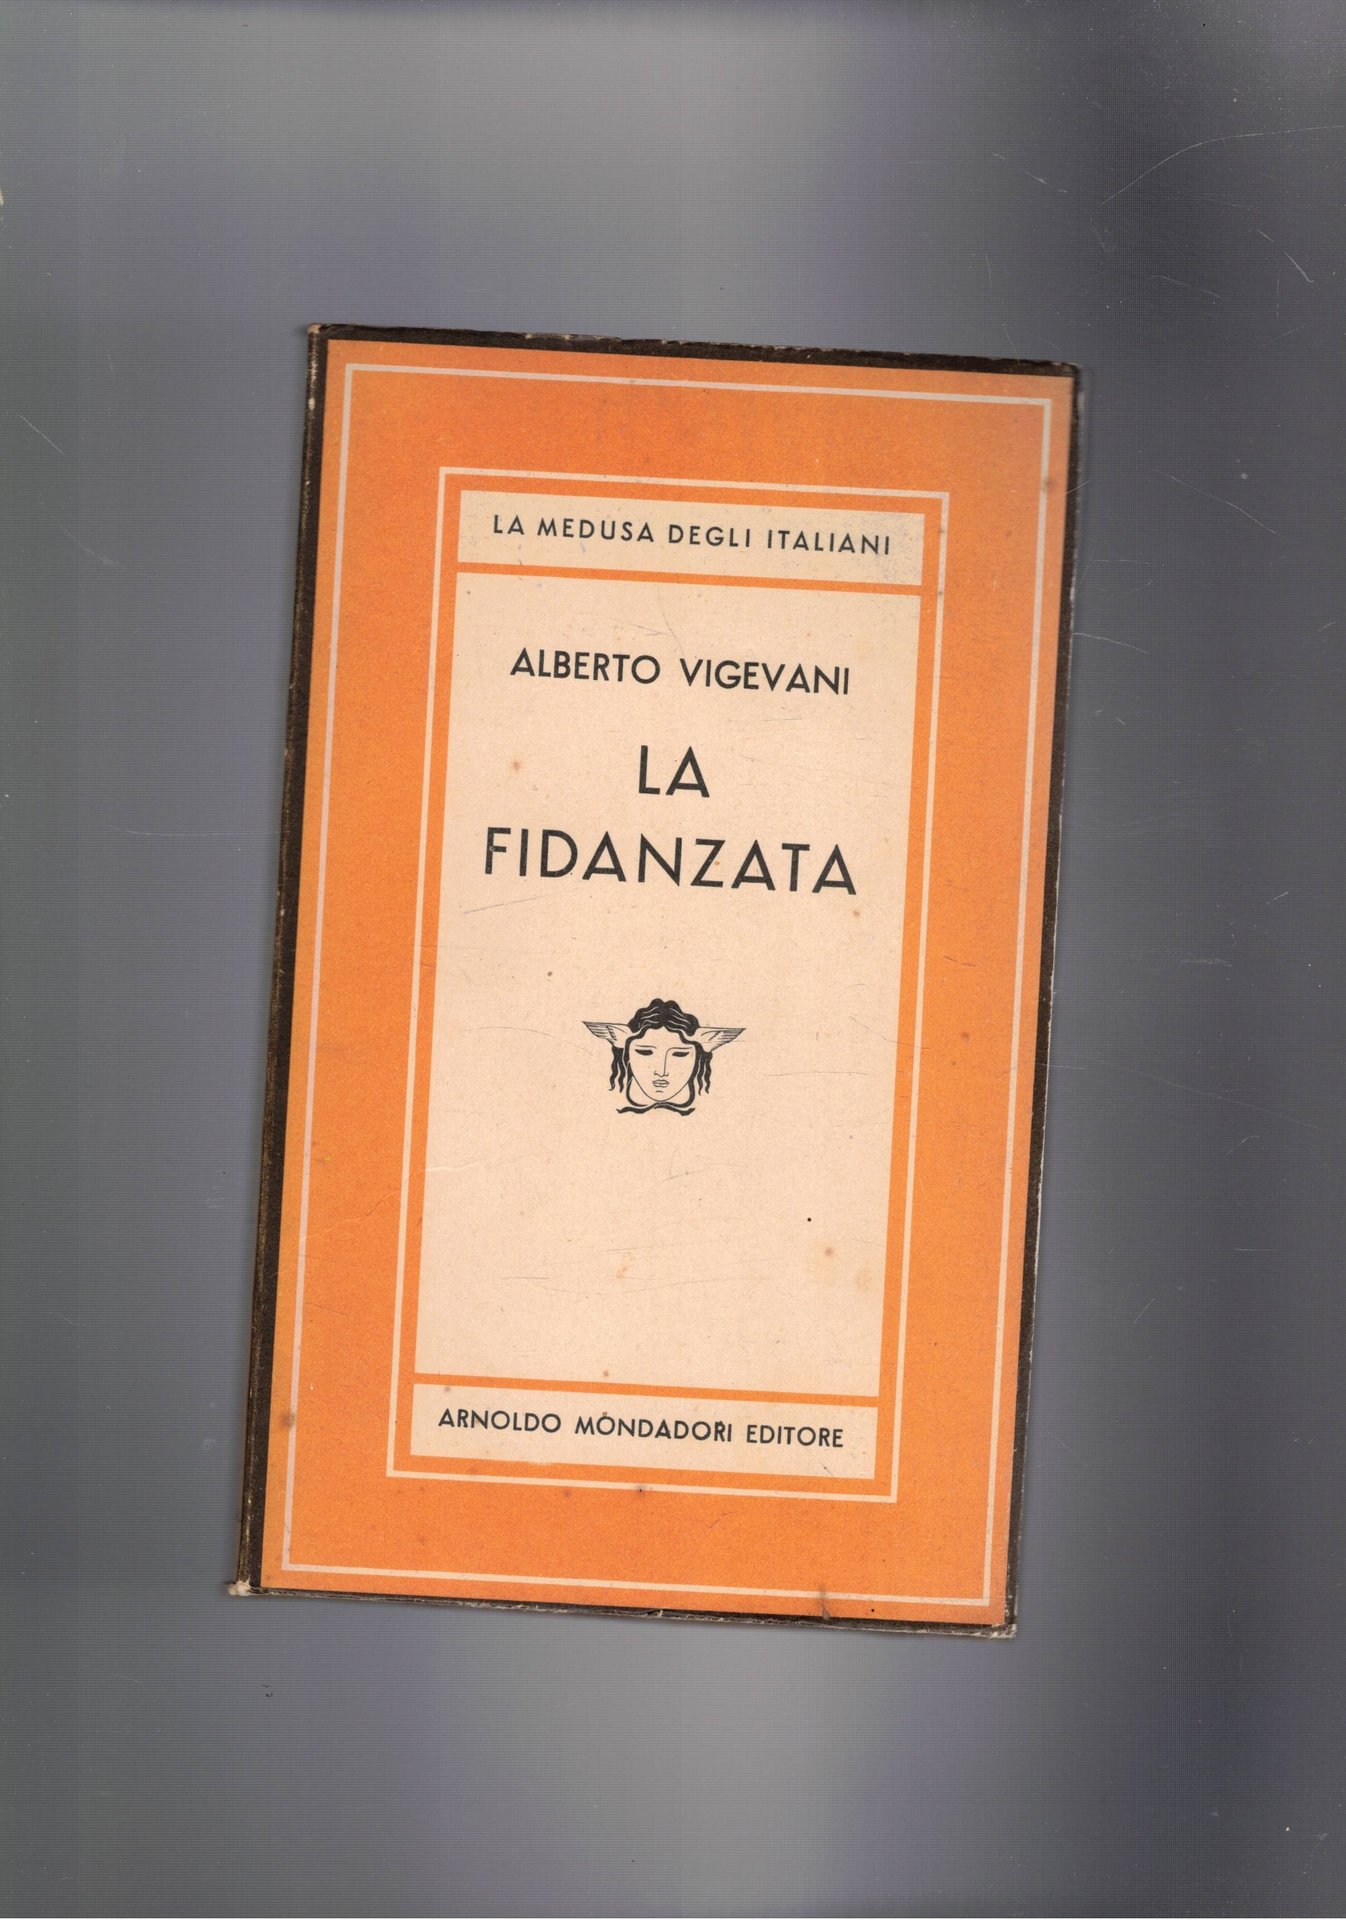 LA MEDUSA DEGLI ITALIANI
ALBERTO VIGEVANI
LA
FIDANZATA
ARNOLDO MONDADORI EDITORE